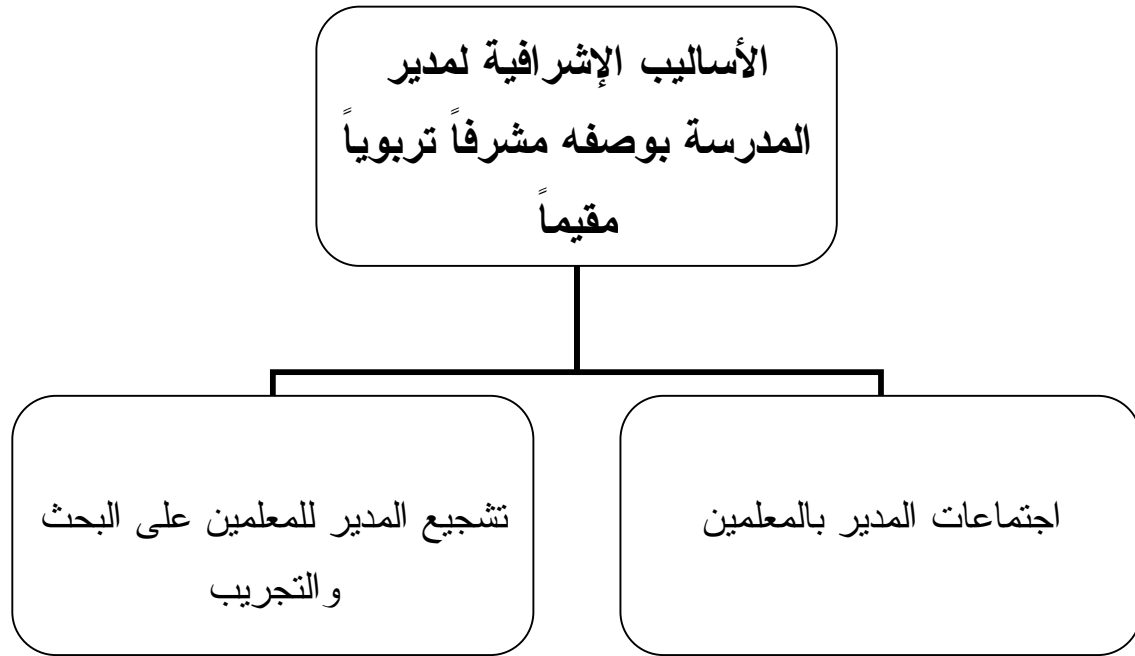 الأساليب الإشرافية لمدير
المدرسة بوصفه مشرفاً تربوياً
مقيماً
اجتماعات المدير بالمعلمين
تشجيع المدير للمعلمين على البحث
والتجريب